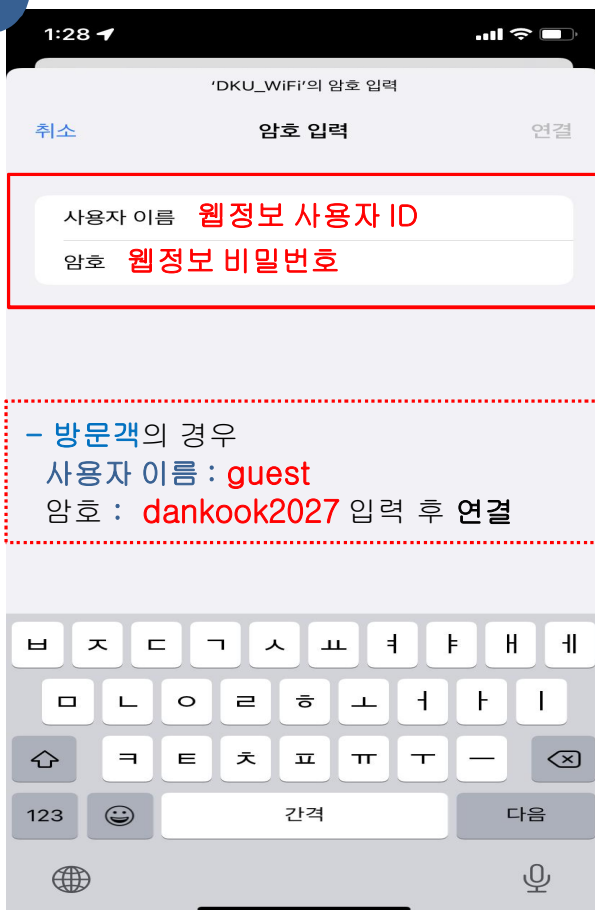 1:28
'DKU_WiFi'의 암호 입력
취소 암호 입력 연결
사용자 이름 웹정보 사용자 ID
암호 웹정보 비밀번호
- 방문객의 경우
사용자 이름 : guest
암호 : dankook2027 입력 후 연결
ㅂ ㅈ ㄷ ㄱ ㅅ ㅛ ㅕ ㅑ ㅐ ㅔ
ㅁ ㄴ ㅇ ㄹ ㅎ ㅗ ㅓ ㅏ ㅣ
ㅋ ㅌ ㅊ ㅍ ㅠ ㅜ ㅡ
123 간격 다음